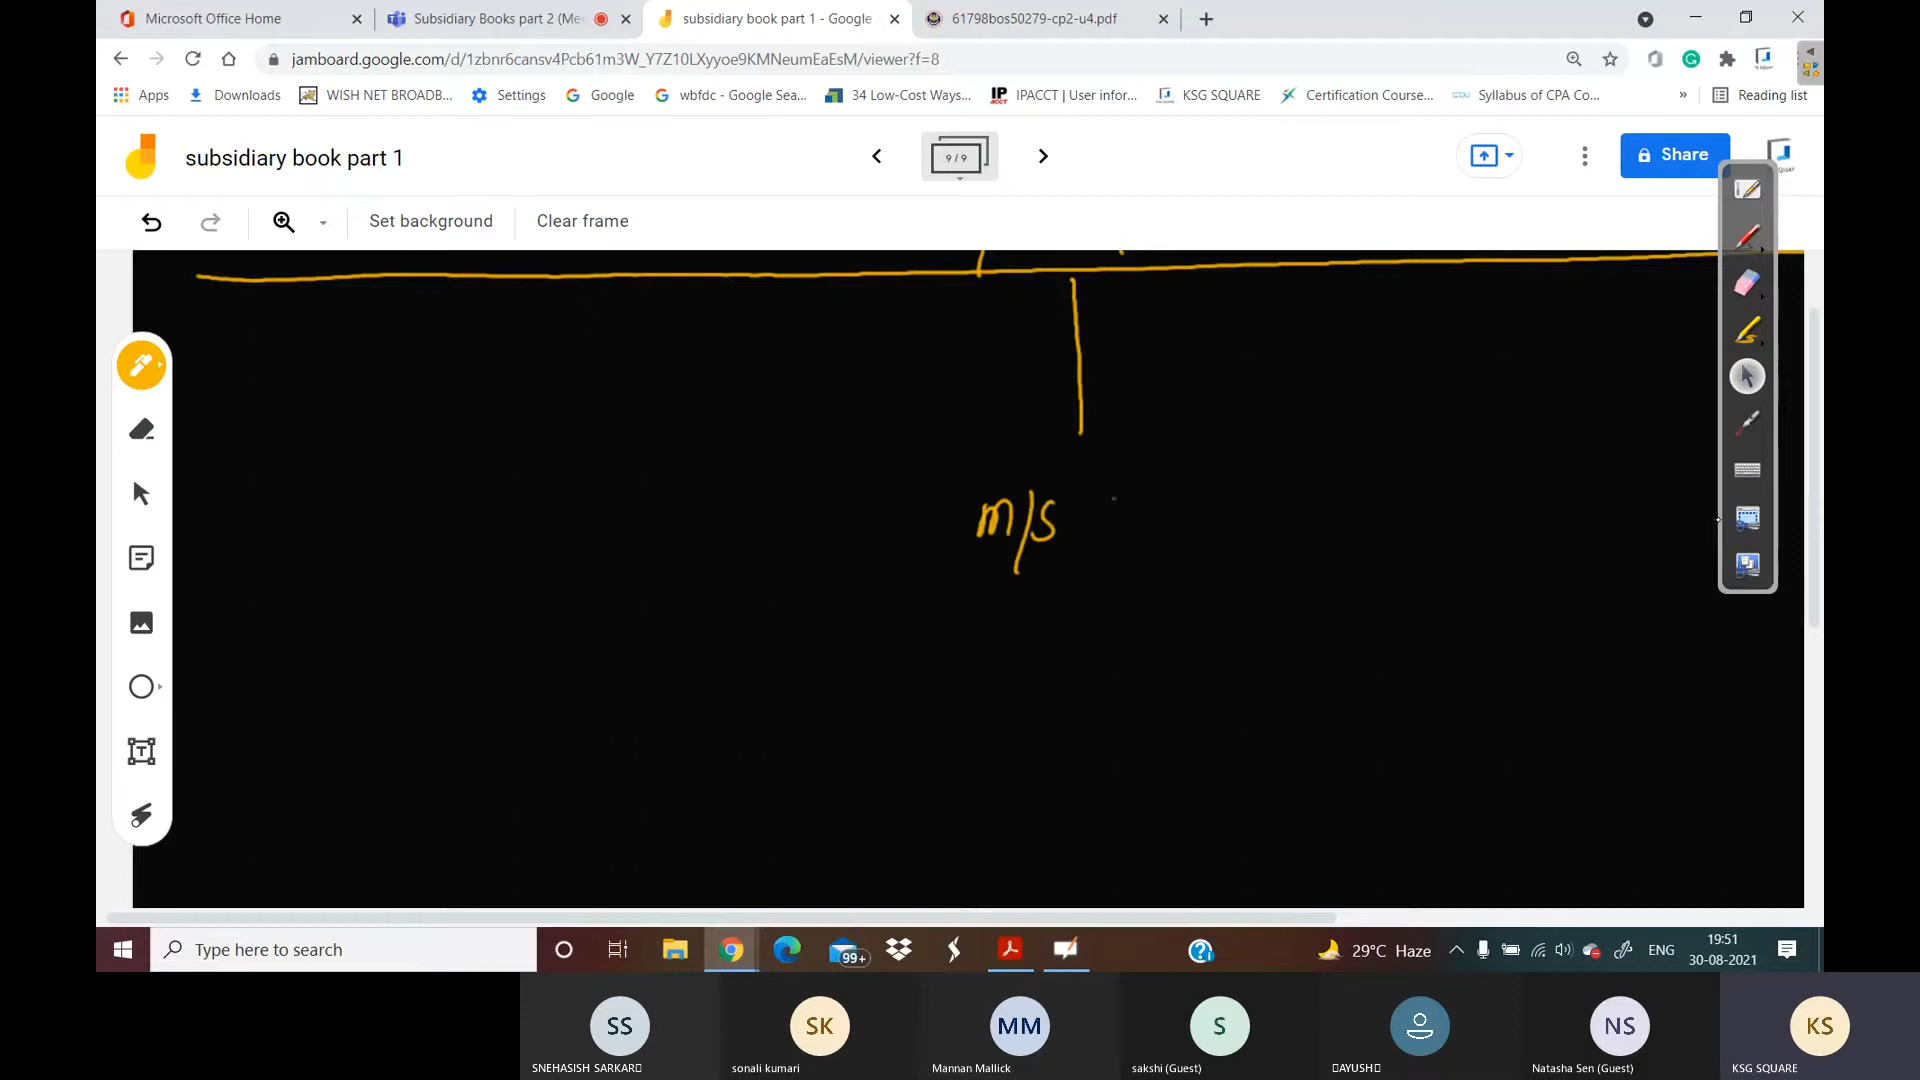 Microsoft Office Home
Subsidiary Books part 2 (Me
subsidiary book part 1 - Google
61798bos50279-cp2-u4.pdf
jamboard.google.com/d/1zbnr6cansv4Pcb61m3W_Y7Z10LXyyoe9KMNeumEaEsM/viewer?f=8
Apps
Downloads
WISH NET BROADB...
Settings
Google
wbfdc - Google Sea...
34 Low-Cost Ways...
IPACCT | User infor...
KSG SQUARE
Certification Course...
Syllabus of CPA Co...
»
Reading list
subsidiary book part 1
9 / 9
Share
Set background
Clear frame
m/s
Type here to search
99+
29°C Haze
ENG
19:51
30-08-2021
SS
SK
MM
S
NS
KS
SNEHASISH SARKAR
sonali kumari
Mannan Mallick
sakshi (Guest)
AYUSH
Natasha Sen (Guest)
KSG SQUARE